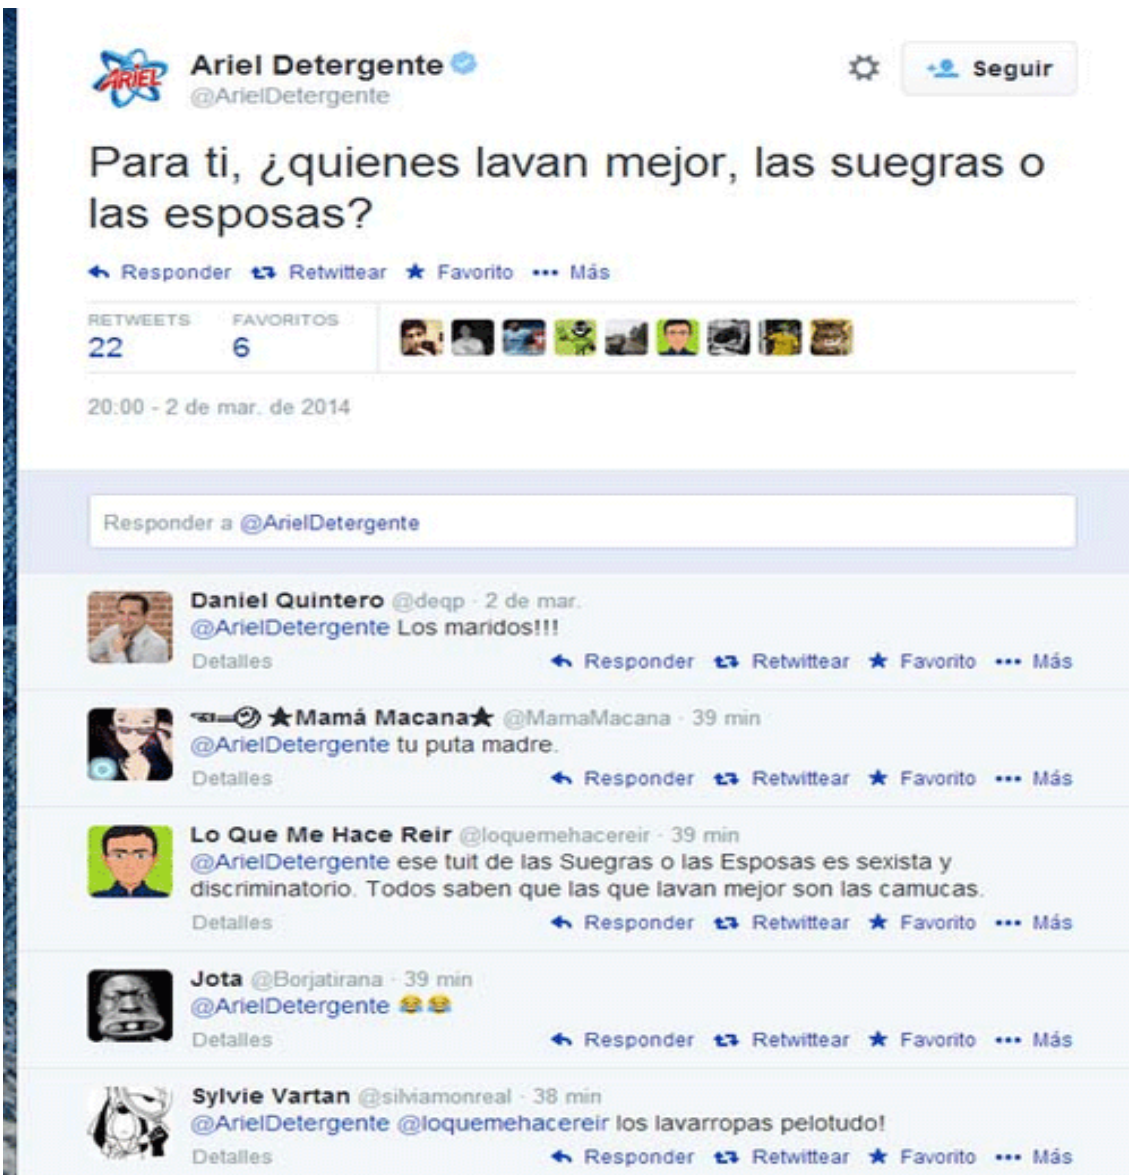 ARIEL
Ariel Detergente
@ArielDetergente
Seguir
Para ti, ¿quienes lavan mejor, las suegras o
las esposas?
Responder Retwittear Favorito ••• Más
RETWEETS FAVORITOS
22 6
20:00 - 2 de mar. de 2014
Responder a @ArielDetergente
Daniel Quintero @deqp · 2 de mar.
@ArielDetergente Los maridos!!!
Detalles Responder Retwittear Favorito ••• Más
★Mamá Macana★ @MamaMacana · 39 min
@ArielDetergente tu puta madre.
Detalles Responder Retwittear Favorito ••• Más
Lo Que Me Hace Reir @loquemehacereir · 39 min
@ArielDetergente ese tuit de las Suegras o las Esposas es sexista y
discriminatorio. Todos saben que las que lavan mejor son las camucas.
Detalles Responder Retwittear Favorito ••• Más
Jota @Borjatirana · 39 min
@ArielDetergente 😂😂
Detalles Responder Retwittear Favorito ••• Más
Sylvie Vartan @silviamonreal · 38 min
@ArielDetergente @loquemehacereir los lavarropas pelotudo!
Detalles Responder Retwittear Favorito ••• Más